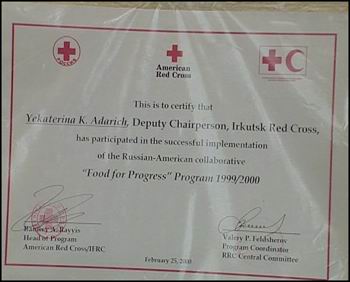 American
Red Cross
This is to certify that
Yekaterina K. Adarich, Deputy Chairperson, Irkutsk Red Cross,
has participated in the successful implementation
of the Russian-American collaborative
"Food for Progress" Program 1999/2000
Ramsey A. Rayyis
Head of Program
American Red Cross/IFRC
Valery P. Feldsherov
Program Coordinator
RRC Central Committee
February 25, 2000